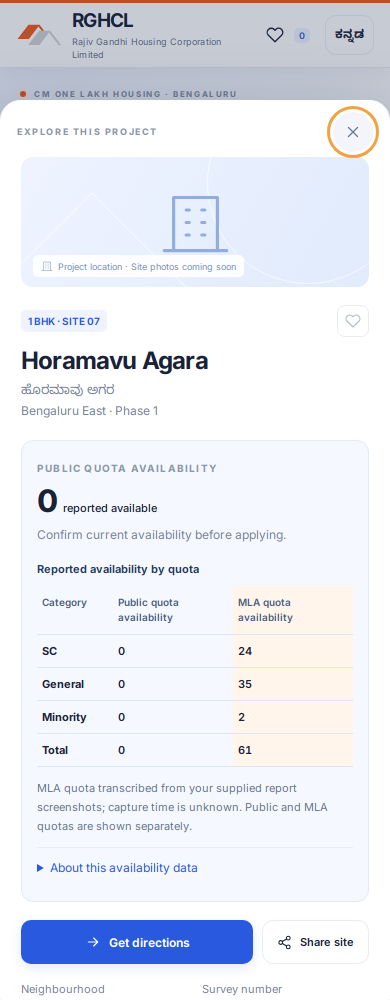 RGHCL
Rajiv Gandhi Housing Corporation
Limited
0
ಕನ್ನಡ
CM ONE LAKH HOUSING · BENGALURU
EXPLORE THIS PROJECT
Project location · Site photos coming soon
1 BHK · SITE 07
Horamavu Agara
ಹೊರಮಾವು ಅಗರ
Bengaluru East · Phase 1
PUBLIC QUOTA AVAILABILITY
0 reported available
Confirm current availability before applying.
Reported availability by quota
Category Public quota availability MLA quota availability
SC 0 24
General 0 35
Minority 0 2
Total 0 61
MLA quota transcribed from your supplied report
screenshots; capture time is unknown. Public and MLA
quotas are shown separately.
About this availability data
Get directions
Share site
Neighbourhood Survey number